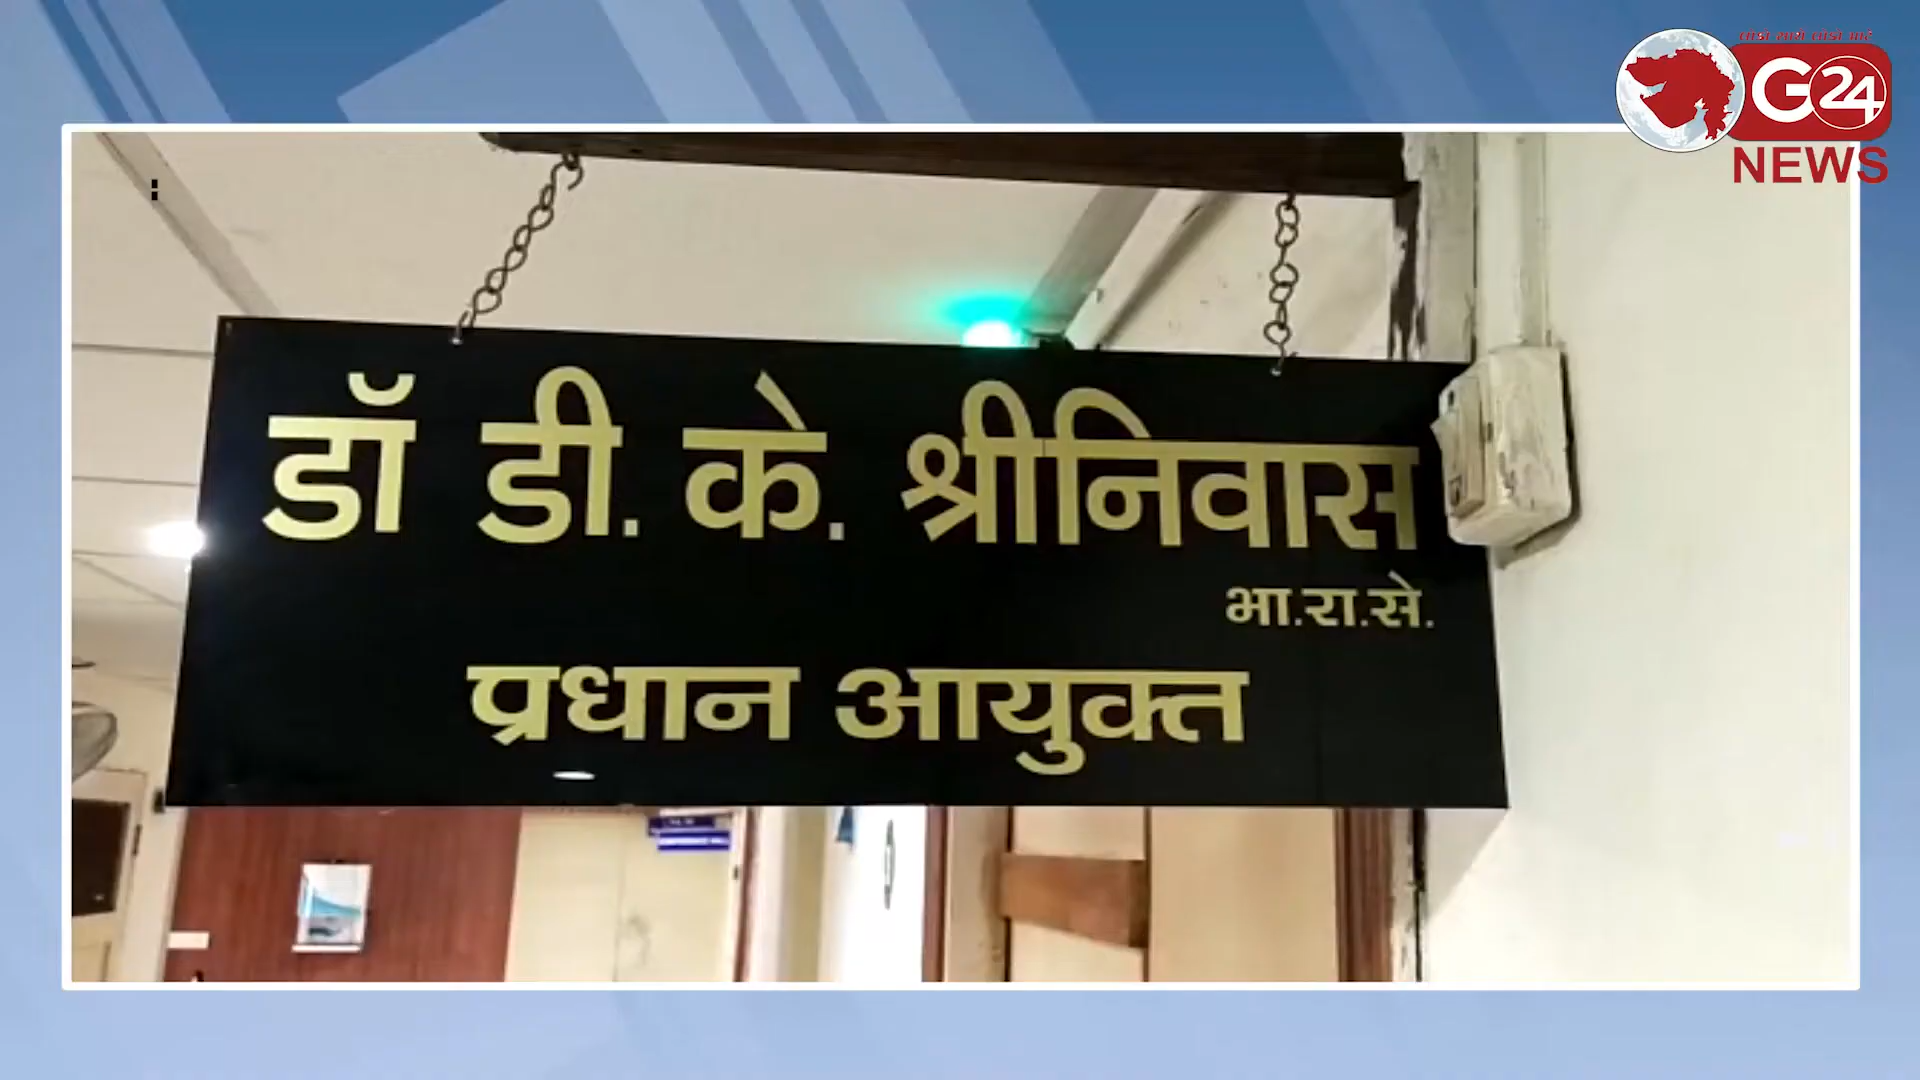 લોકો સાથે લોકો માટે
G24
NEWS
डॉ डी. के. श्रीनिवास
भा.रा.से.
प्रधान आयुक्त